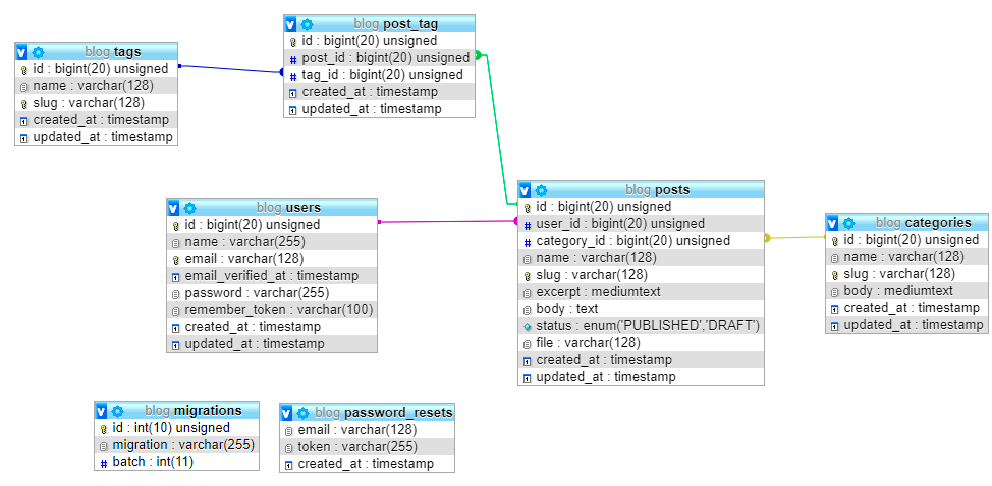 blog tags
id : bigint(20) unsigned
name : varchar(128)
slug : varchar(128)
created_at : timestamp
updated_at : timestamp
blog post_tag
id : bigint(20) unsigned
post_id : bigint(20) unsigned
tag_id : bigint(20) unsigned
created_at : timestamp
updated_at : timestamp
blog users
id : bigint(20) unsigned
name : varchar(255)
email : varchar(128)
email_verified_at : timestamp
password : varchar(255)
remember_token : varchar(100)
created_at : timestamp
updated_at : timestamp
blog posts
id : bigint(20) unsigned
user_id : bigint(20) unsigned
category_id : bigint(20) unsigned
name : varchar(128)
slug : varchar(128)
excerpt : mediumtext
body : text
status : enum('PUBLISHED','DRAFT')
file : varchar(128)
created_at : timestamp
updated_at : timestamp
blog categories
id : bigint(20) unsigned
name : varchar(128)
slug : varchar(128)
body : mediumtext
created_at : timestamp
updated_at : timestamp
blog migrations
id : int(10) unsigned
migration : varchar(255)
# batch : int(11)
blog password_resets
email : varchar(128)
token : varchar(255)
created_at : timestamp